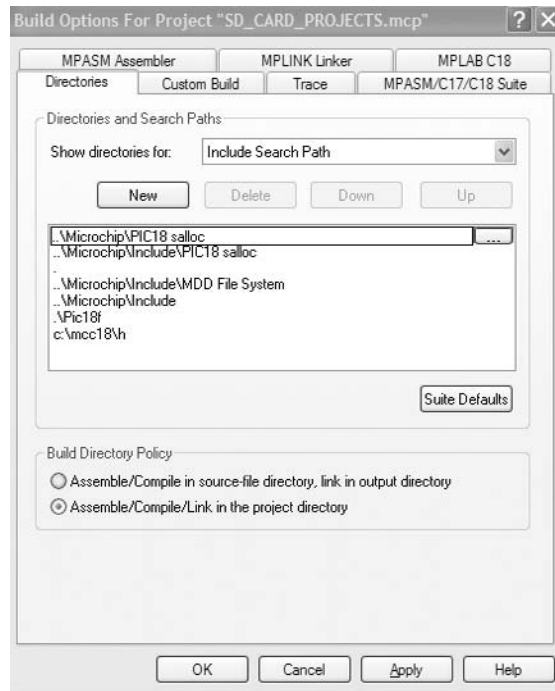 Build Options For Project "SD_CARD_PROJECTS.mcp"
MPASM Assembler MPLINK Linker MPLAB C18
Directories Custom Build Trace MPASM/C17/C18 Suite
Directories and Search Paths
Show directories for: Include Search Path
New Delete Down Up
..\Microchip\PIC18 salloc ...
..\Microchip\Include\PIC18 salloc
.
..\Microchip\Include\MDD File System
..\Microchip\Include
.\Pic18f
c:\mcc18\h
Suite Defaults
Build Directory Policy
Assemble/Compile in source-file directory, link in output directory
Assemble/Compile/Link in the project directory
OK Cancel Apply Help